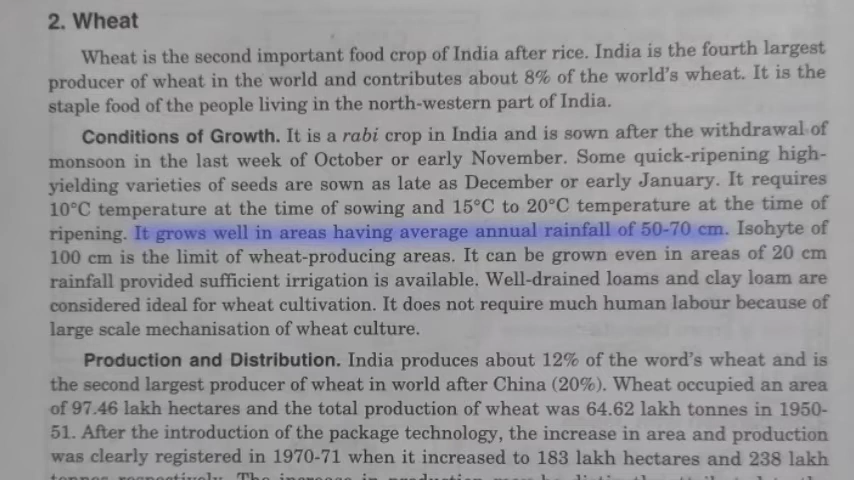 2. Wheat
Wheat is the second important food crop of India after rice. India is the fourth largest
producer of wheat in the world and contributes about 8% of the world's wheat. It is the
staple food of the people living in the north-western part of India.
Conditions of Growth. It is a rabi crop in India and is sown after the withdrawal of
monsoon in the last week of October or early November. Some quick-ripening high-
yielding varieties of seeds are sown as late as December or early January. It requires
10°C temperature at the time of sowing and 15°C to 20°C temperature at the time of
ripening. It grows well in areas having average annual rainfall of 50-70 cm. Isohyte of
100 cm is the limit of wheat-producing areas. It can be grown even in areas of 20 cm
rainfall provided sufficient irrigation is available. Well-drained loams and clay loam are
considered ideal for wheat cultivation. It does not require much human labour because of
large scale mechanisation of wheat culture.
Production and Distribution. India produces about 12% of the word's wheat and is
the second largest producer of wheat in world after China (20%). Wheat occupied an area
of 97.46 lakh hectares and the total production of wheat was 64.62 lakh tonnes in 1950-
51. After the introduction of the package technology, the increase in area and production
was clearly registered in 1970-71 when it increased to 183 lakh hectares and 238 lakh